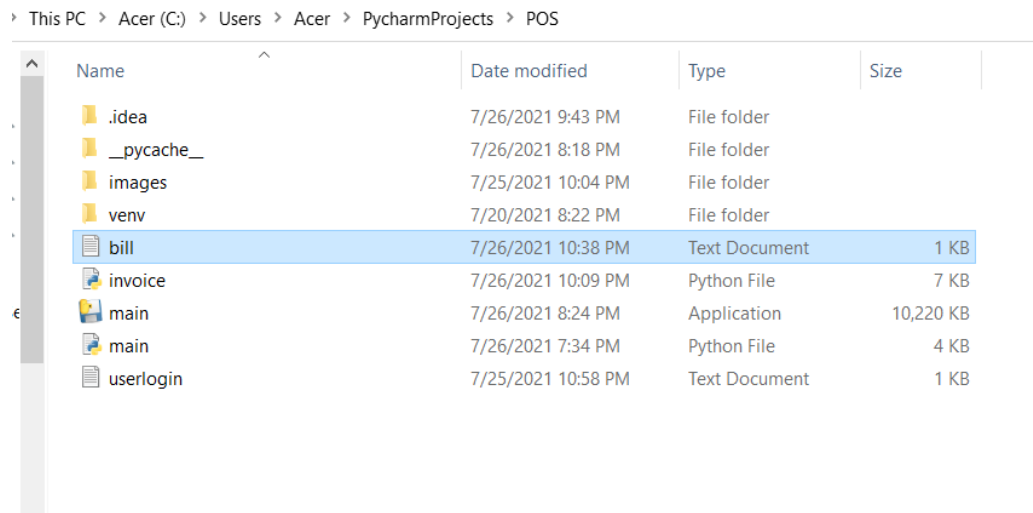 This PC > Acer (C:) > Users > Acer > PycharmProjects > POS
Name Date modified Type Size
.idea 7/26/2021 9:43 PM File folder
__pycache__ 7/26/2021 8:18 PM File folder
images 7/25/2021 10:04 PM File folder
venv 7/20/2021 8:22 PM File folder
bill 7/26/2021 10:38 PM Text Document 1 KB
invoice 7/26/2021 10:09 PM Python File 7 KB
main 7/26/2021 8:24 PM Application 10,220 KB
main 7/26/2021 7:34 PM Python File 4 KB
userlogin 7/25/2021 10:58 PM Text Document 1 KB